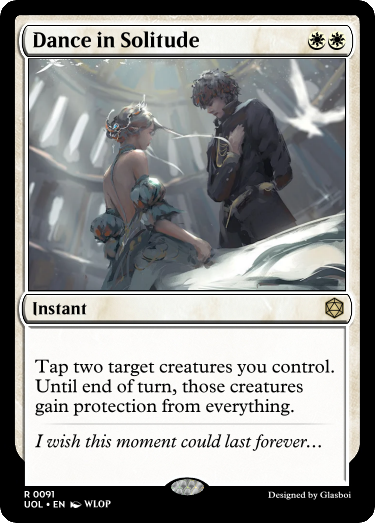 Dance in Solitude
Instant
Tap two target creatures you control.
Until end of turn, those creatures
gain protection from everything.
I wish this moment could last forever…
R 0091
UOL • EN WLOP
Designed by Glasboi